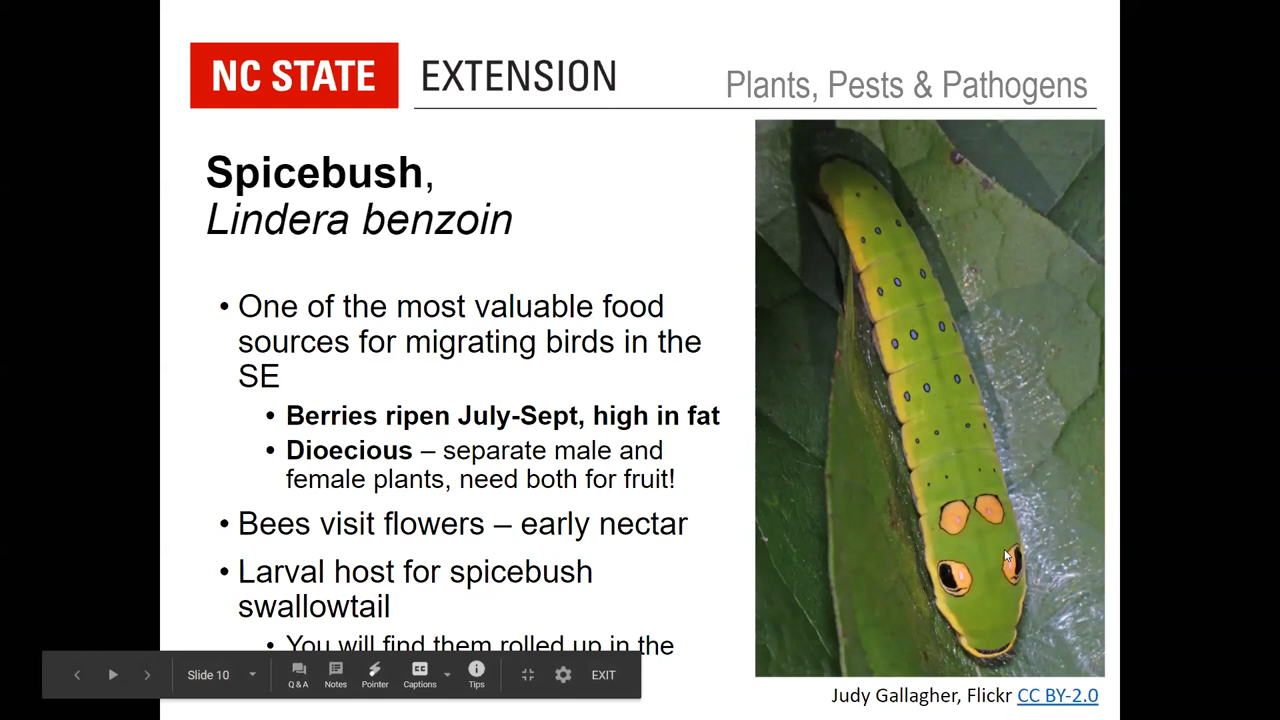 NC STATE EXTENSION
Plants, Pests & Pathogens
Spicebush,
Lindera benzoin
• One of the most valuable food
sources for migrating birds in the
SE
• Berries ripen July-Sept, high in fat
• Dioecious – separate male and
female plants, need both for fruit!
• Bees visit flowers – early nectar
• Larval host for spicebush
swallowtail
• You will find them rolled up in the
Slide 10
Q & A
Notes
Pointer
CC
Captions
Tips
EXIT
Judy Gallagher, Flickr CC BY-2.0